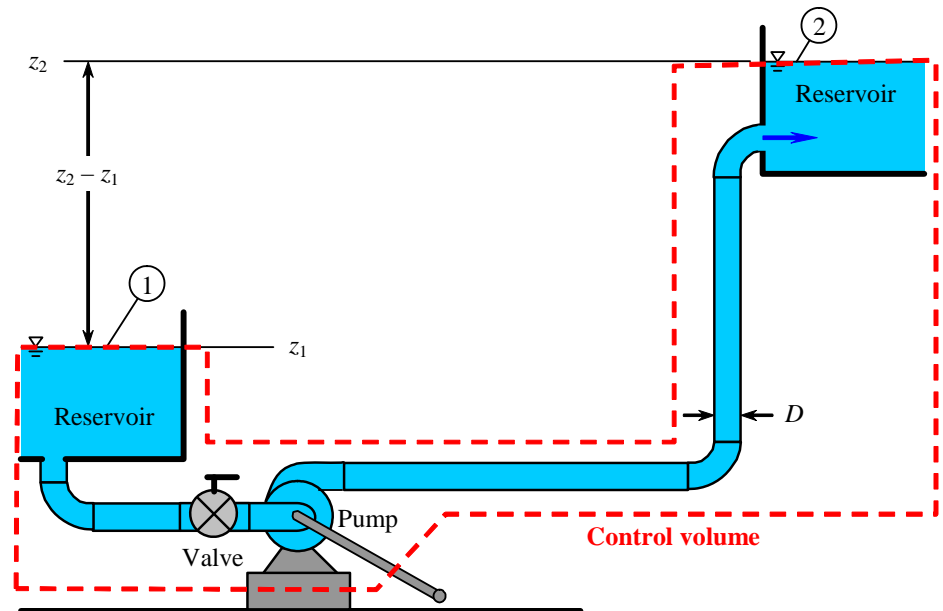 2
z₂
Reservoir
z₂ – z₁
1
z₁
Reservoir
D
Pump
Control volume
Valve